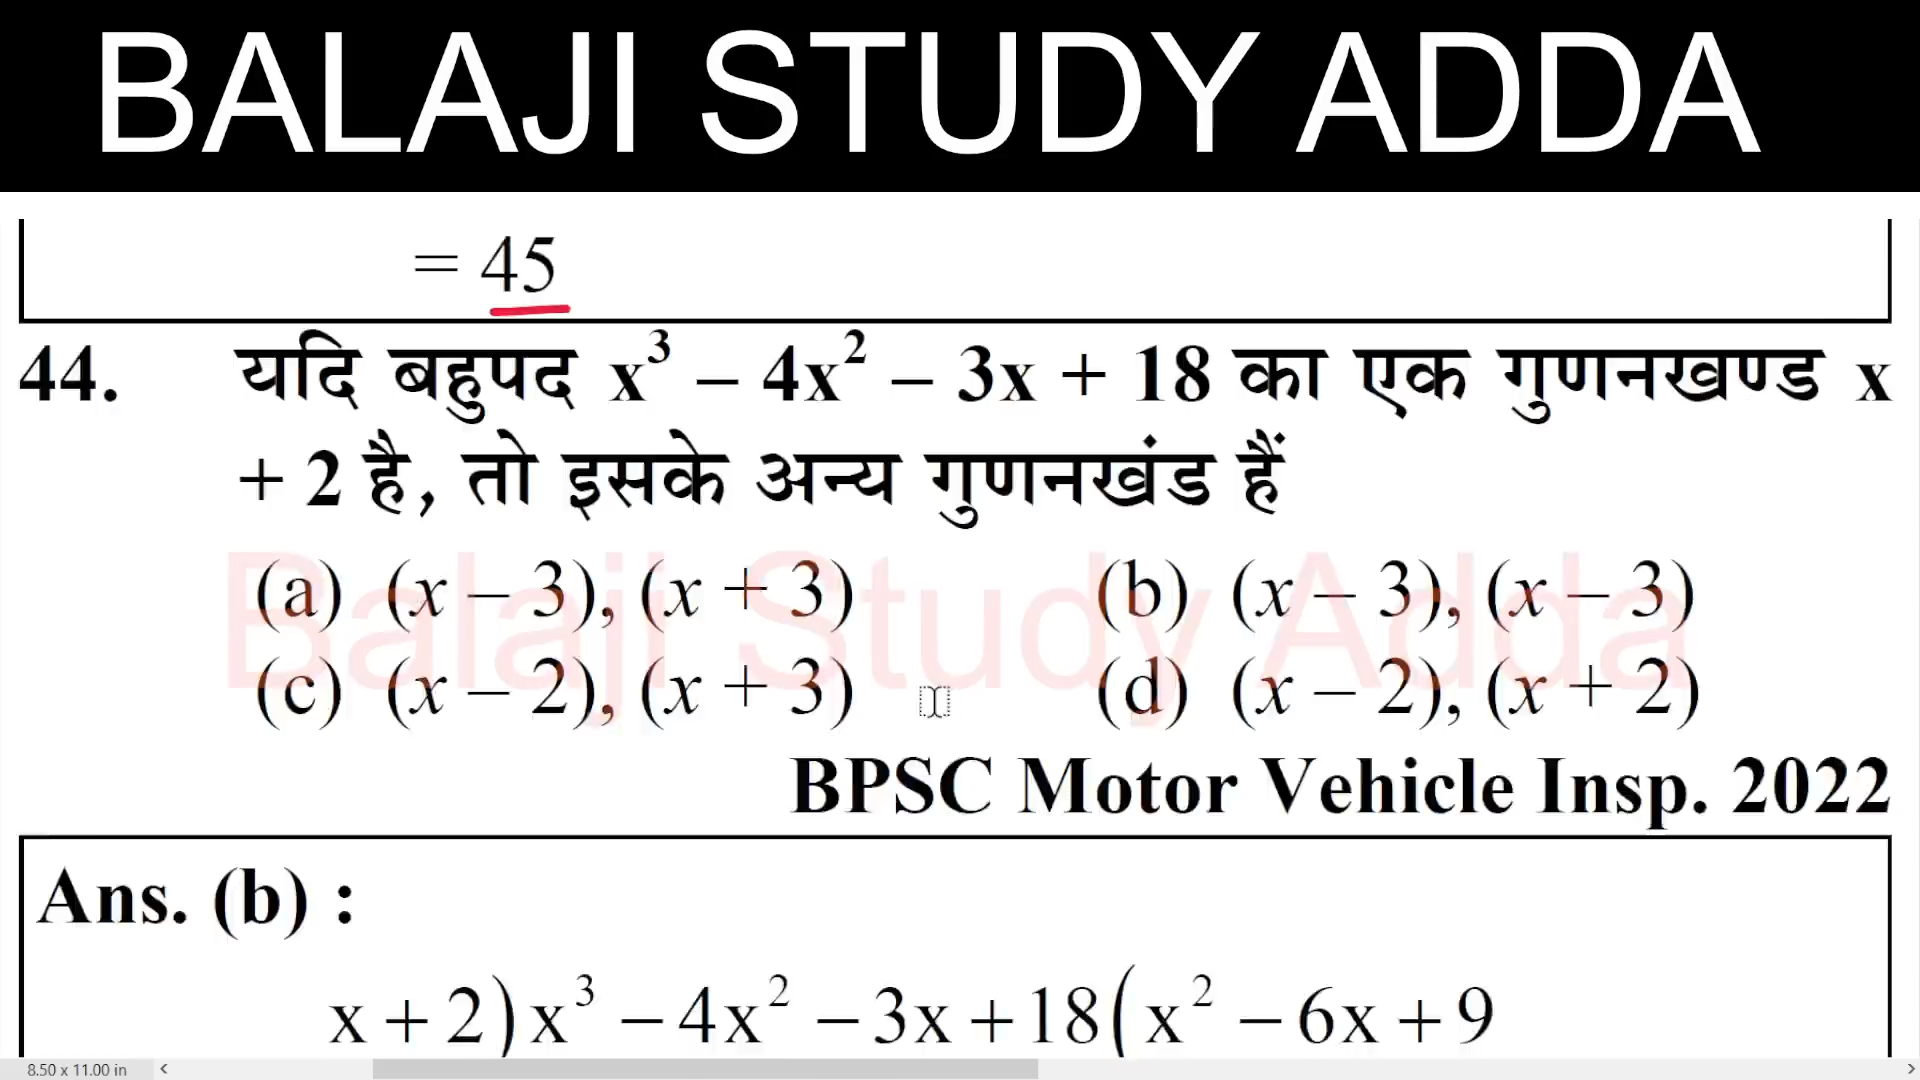 BALAJI STUDY ADDA
= 45
44. यदि बहुपद x³ – 4x² – 3x + 18 का एक गुणनखण्ड x
+ 2 है, तो इसके अन्य गुणनखंड हैं
Balaji Study Adda
(a) (x – 3), (x + 3) (b) (x – 3), (x – 3)
(c) (x – 2), (x + 3) (d) (x – 2), (x + 2)
BPSC Motor Vehicle Insp. 2022
Ans. (b) :
x + 2)x³ – 4x² – 3x + 18(x² – 6x + 9
8.50 x 11.00 in